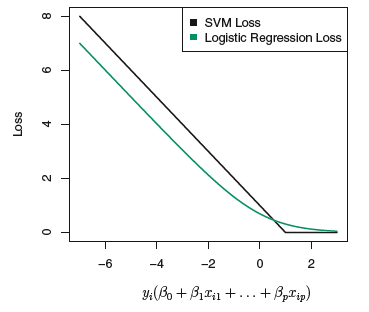 SVM Loss
Logistic Regression Loss
Loss
8
6
4
2
0
−6 −4 −2 0 2
yᵢ(β₀ + β₁xᵢ₁ + . . . + βₚxᵢₚ)